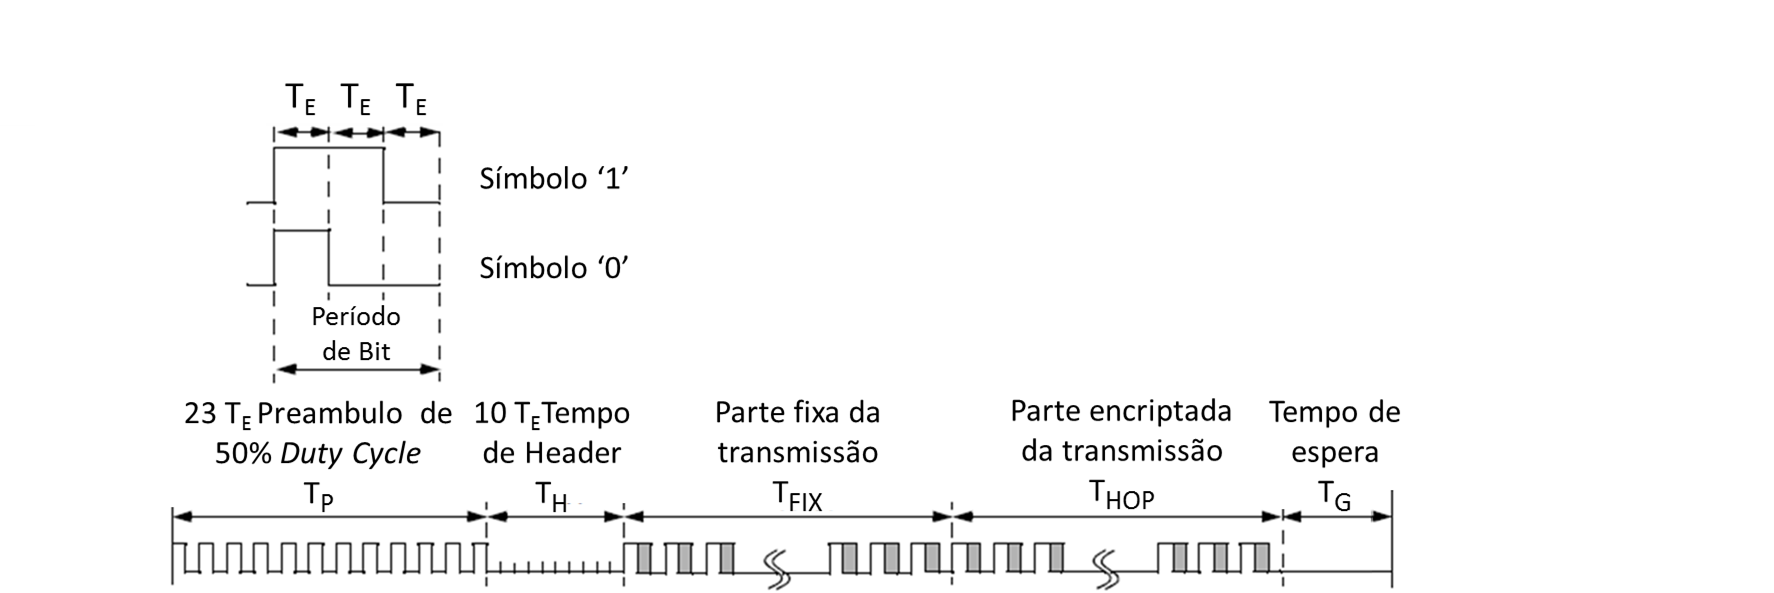 T_E T_E T_E
Símbolo ‘1’
Símbolo ‘0’
Período
de Bit
23 T_E Preambulo de
50% Duty Cycle
T_P
10 T_E Tempo
de Header
T_H
Parte fixa da
transmissão
T_FIX
Parte encriptada
da transmissão
T_HOP
Tempo de
espera
T_G